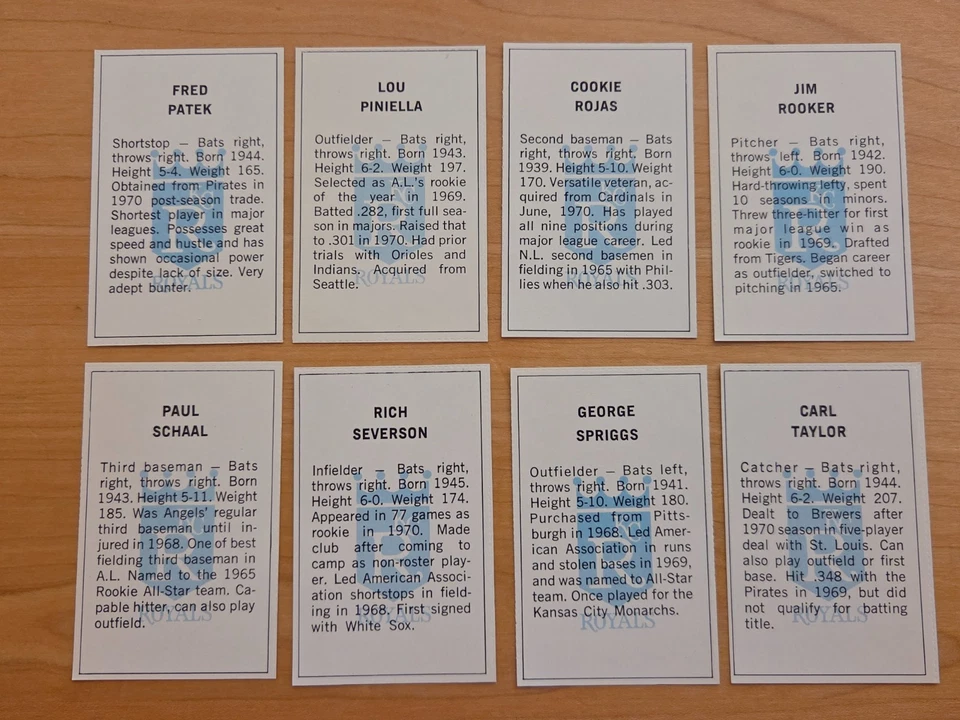 FRED
PATEK
Shortstop — Bats right,
throws right. Born 1944.
Height 5-4. Weight 165.
Obtained from Pirates in
1970 post-season trade.
Shortest player in major
leagues. Possesses great
speed and hustle and has
shown occasional power
despite lack of size. Very
adept bunter.
ROYALS
LOU
PINIELLA
Outfielder — Bats right,
throws right. Born 1943.
Height 6-2. Weight 197.
Selected as A.L.'s rookie
of the year in 1969.
Batted .282, first full sea-
son in majors. Raised that
to .301 in 1970. Had prior
trials with Orioles and
Indians. Acquired from
Seattle.
ROYALS
COOKIE
ROJAS
Second baseman — Bats
right, throws right. Born
1939. Height 5-10. Weight
170. Versatile veteran, ac-
quired from Cardinals in
June, 1970. Has played
all nine positions during
major league career. Led
N.L. second basemen in
fielding in 1965 with Phil-
lies when he also hit .303.
ROYALS
JIM
ROOKER
Pitcher — Bats right,
throws left. Born 1942.
Height 6-0. Weight 190.
Hard-throwing lefty, spent
10 seasons in minors.
Threw three-hitter for first
major league win as
rookie in 1969. Drafted
from Tigers. Began career
as outfielder, switched to
pitching in 1965.
ROYALS
PAUL
SCHAAL
Third baseman — Bats
right, throws right. Born
1943. Height 5-11. Weight
185. Was Angels' regular
third baseman until in-
jured in 1968. One of best
fielding third baseman in
A.L. Named to the 1965
Rookie All-Star team. Ca-
pable hitter, can also play
outfield.
ROYALS
RICH
SEVERSON
Infielder — Bats right,
throws right. Born 1945.
Height 6-0. Weight 174.
Appeared in 77 games as
rookie in 1970. Made
club after coming to
camp as non-roster play-
er. Led American Associ-
ation shortstops in field-
ing in 1968. First signed
with White Sox.
ROYALS
GEORGE
SPRIGGS
Outfielder — Bats left,
throws right. Born 1941.
Height 5-10. Weight 180.
Purchased from Pitts-
burgh in 1968. Led Amer-
ican Association in runs
and stolen bases in 1969,
and was named to All-Star
team. Once played for the
Kansas City Monarchs.
ROYALS
CARL
TAYLOR
Catcher — Bats right,
throws right. Born 1944.
Height 6-2. Weight 207.
Dealt to Brewers after
1970 season in five-player
deal with St. Louis. Can
also play outfield or first
base. Hit .348 with the
Pirates in 1969, but did
not qualify for batting
title.
ROYALS